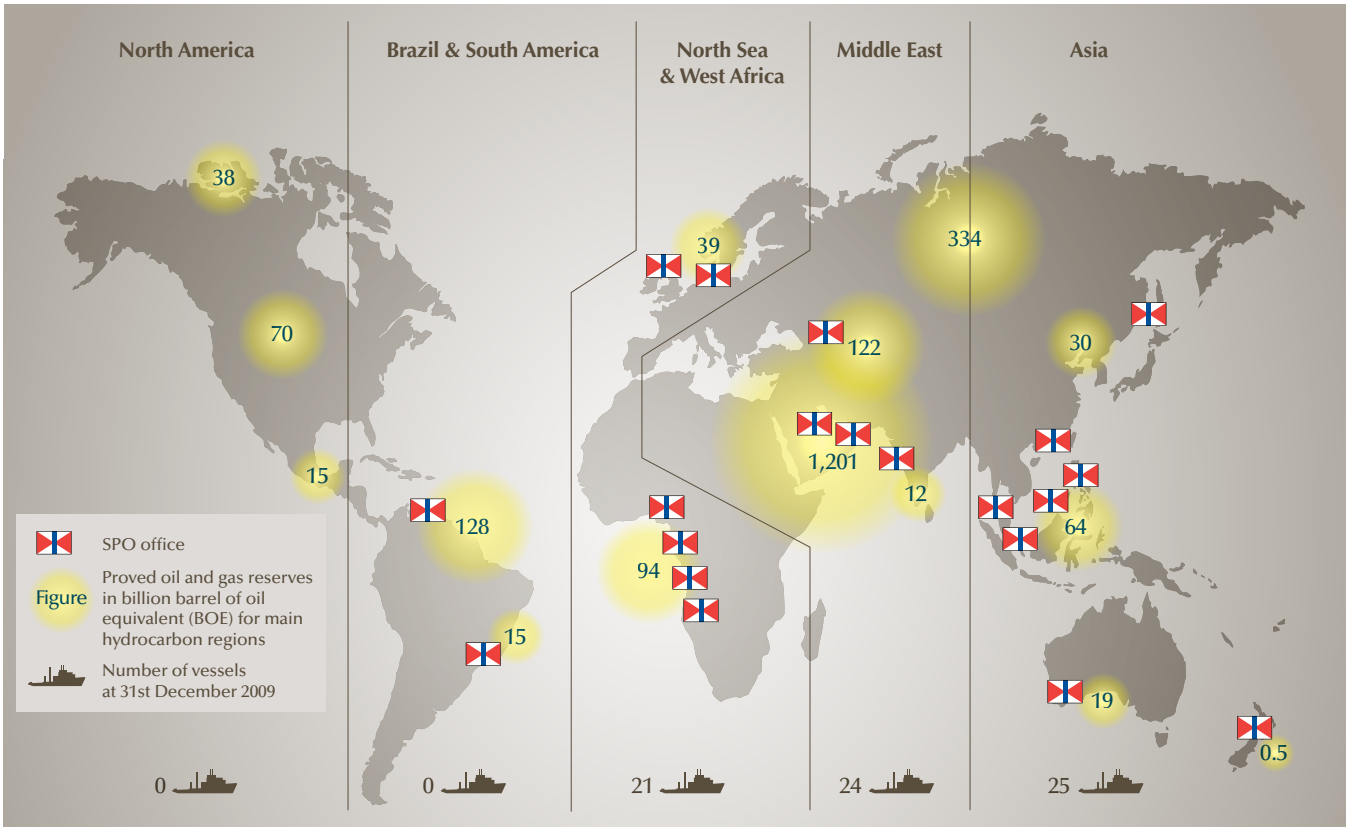 North America
Brazil & South America
North Sea
& West Africa
Middle East
Asia
38
70
15
128
15
39
94
334
122
1,201
12
30
64
19
0.5
SPO office
Figure
Proved oil and gas reserves
in billion barrel of oil
equivalent (BOE) for main
hydrocarbon regions
Number of vessels
at 31st December 2009
0
0
21
24
25